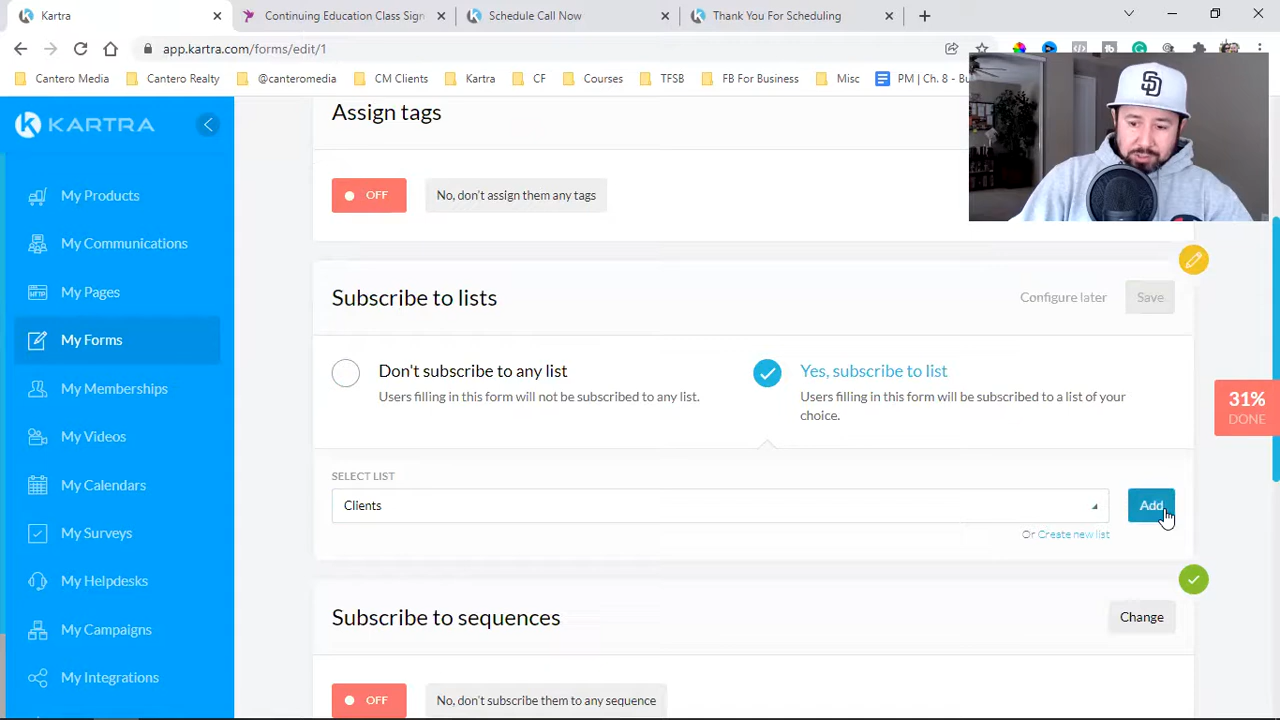 Kartra
Continuing Education Class Sign
Schedule Call Now
Thank You For Scheduling
app.kartra.com/forms/edit/1
Cantero Media
Cantero Realty
@canteromedia
CM Clients
Kartra
CF
Courses
TFSB
FB For Business
Misc
PM | Ch. 8 - Bu
KARTRA
My Products
My Communications
My Pages
My Forms
My Memberships
My Videos
My Calendars
My Surveys
My Helpdesks
My Campaigns
My Integrations
Assign tags
OFF
No, don't assign them any tags
Subscribe to lists
Configure later
Save
Don't subscribe to any list
Users filling in this form will not be subscribed to any list.
Yes, subscribe to list
Users filling in this form will be subscribed to a list of your
choice.
SELECT LIST
Clients
Add
Or Create new list
Subscribe to sequences
Change
OFF
No, don't subscribe them to any sequence
31%
DONE
SD